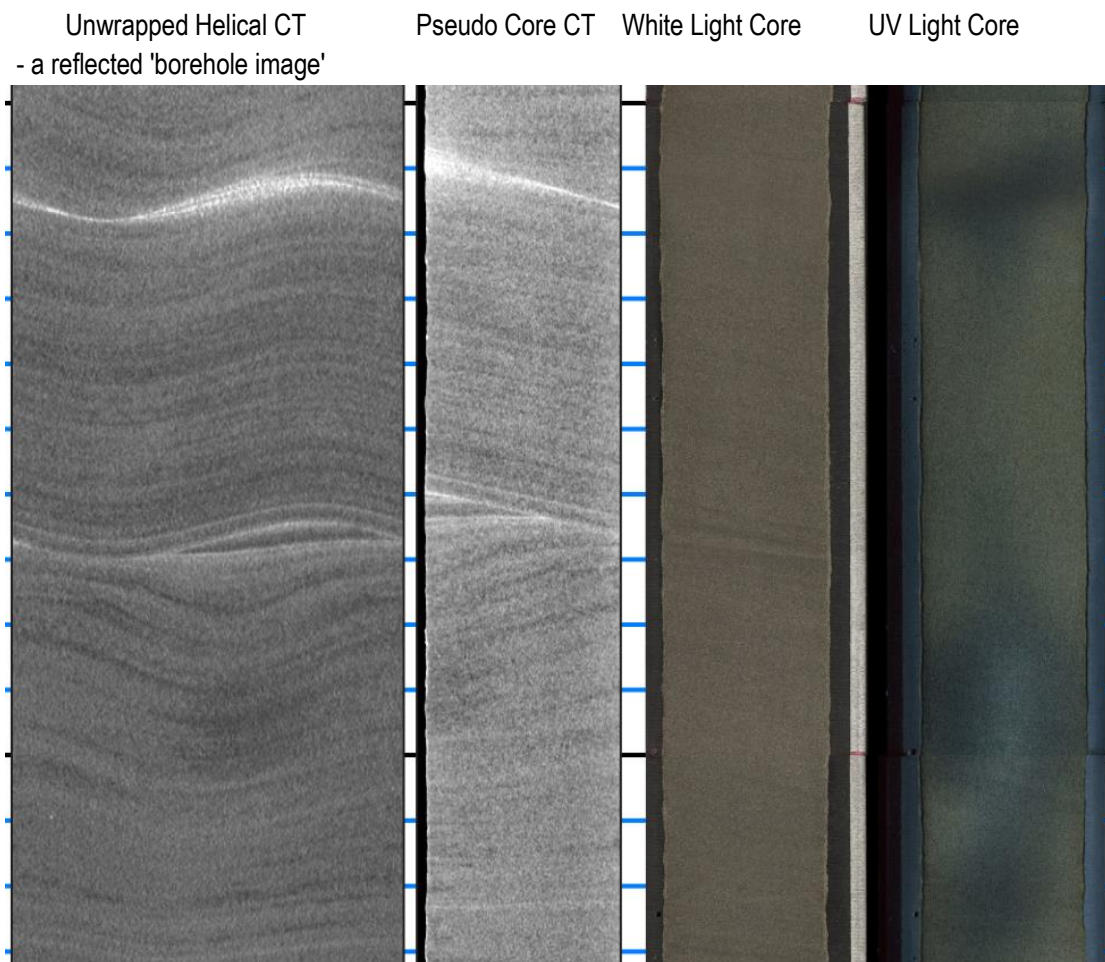 Unwrapped Helical CT
- a reflected 'borehole image'
Pseudo Core CT
White Light Core
UV Light Core